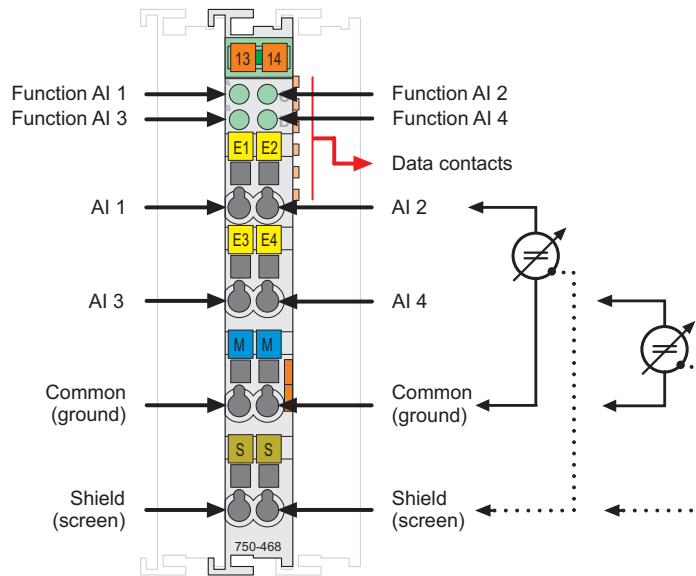 13 14
A C
Function AI 1 Function AI 2
B D
Function AI 3 Function AI 4
E1 E2
Data contacts
AI 1 AI 2
E3 E4
AI 3 AI 4
M M
Common Common
(ground) (ground)
S S
Shield Shield
(screen) (screen)
750-468